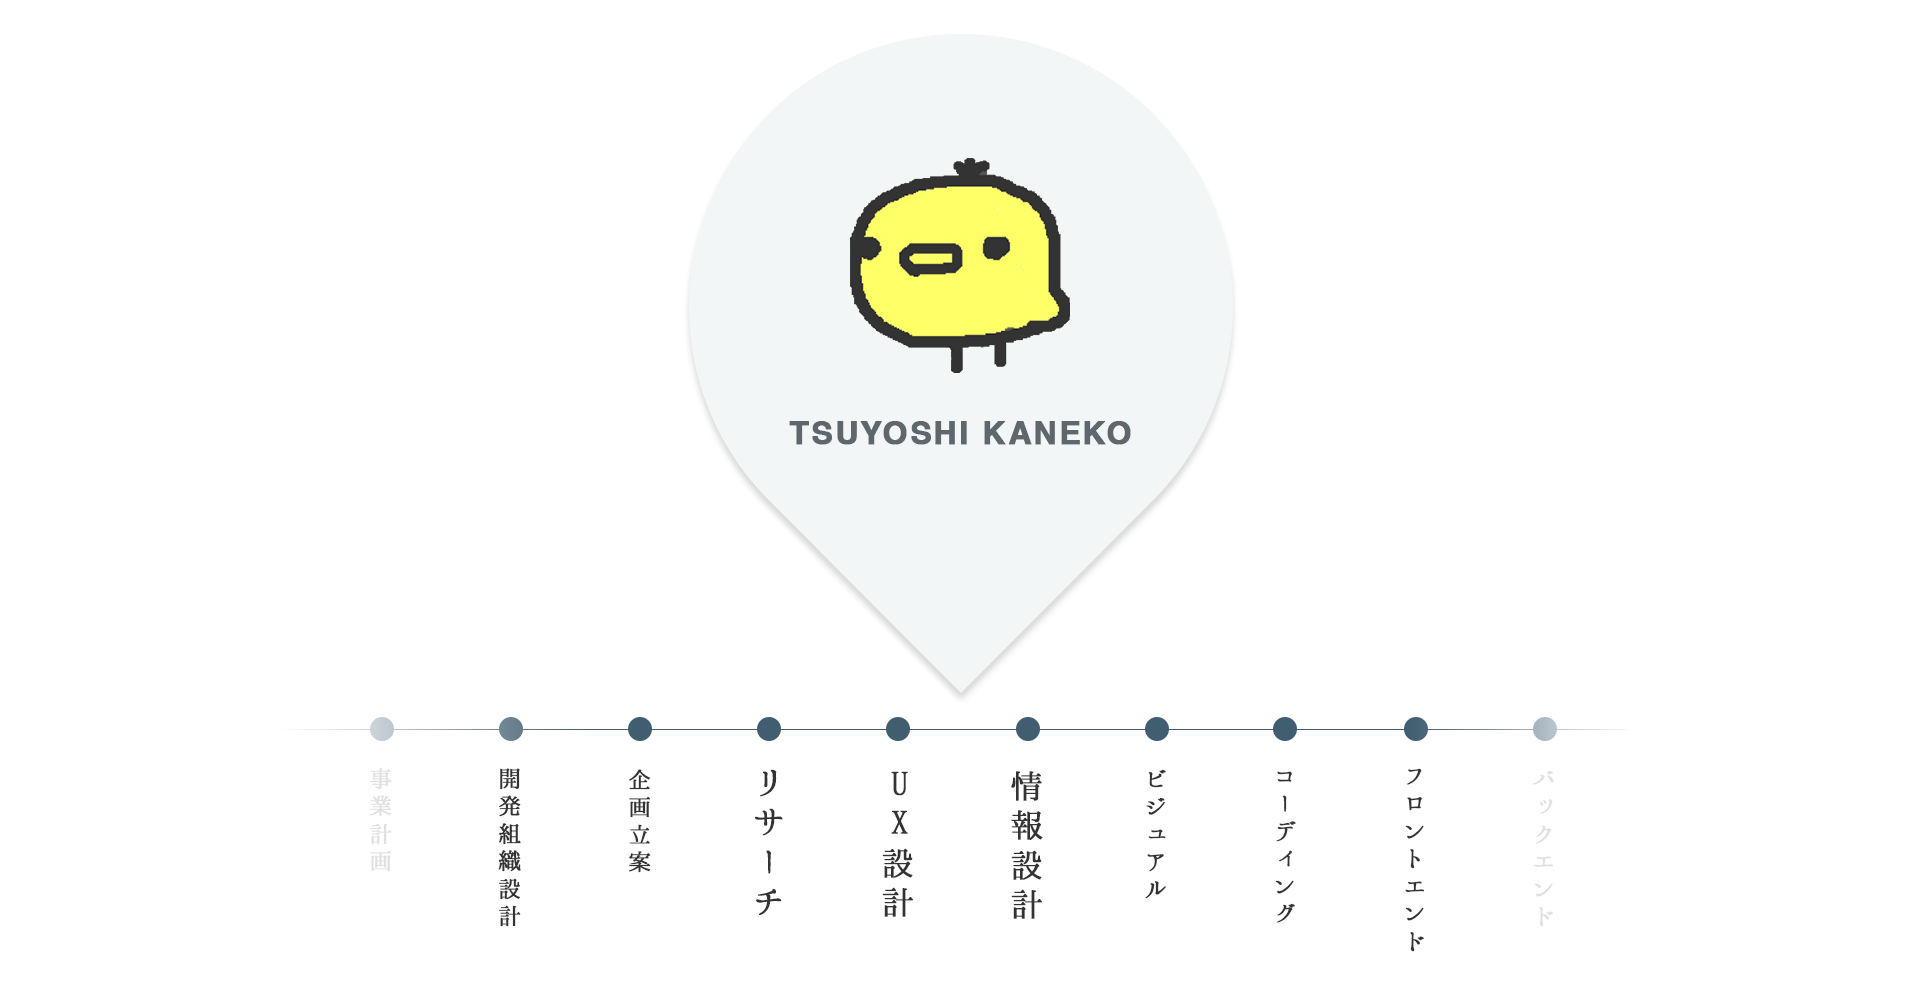 TSUYOSHI KANEKO
事業計画
開発組織設計
企画立案
リサーチ
UX設計
情報設計
ビジュアル
コーディング
フロントエンド
バックエンド